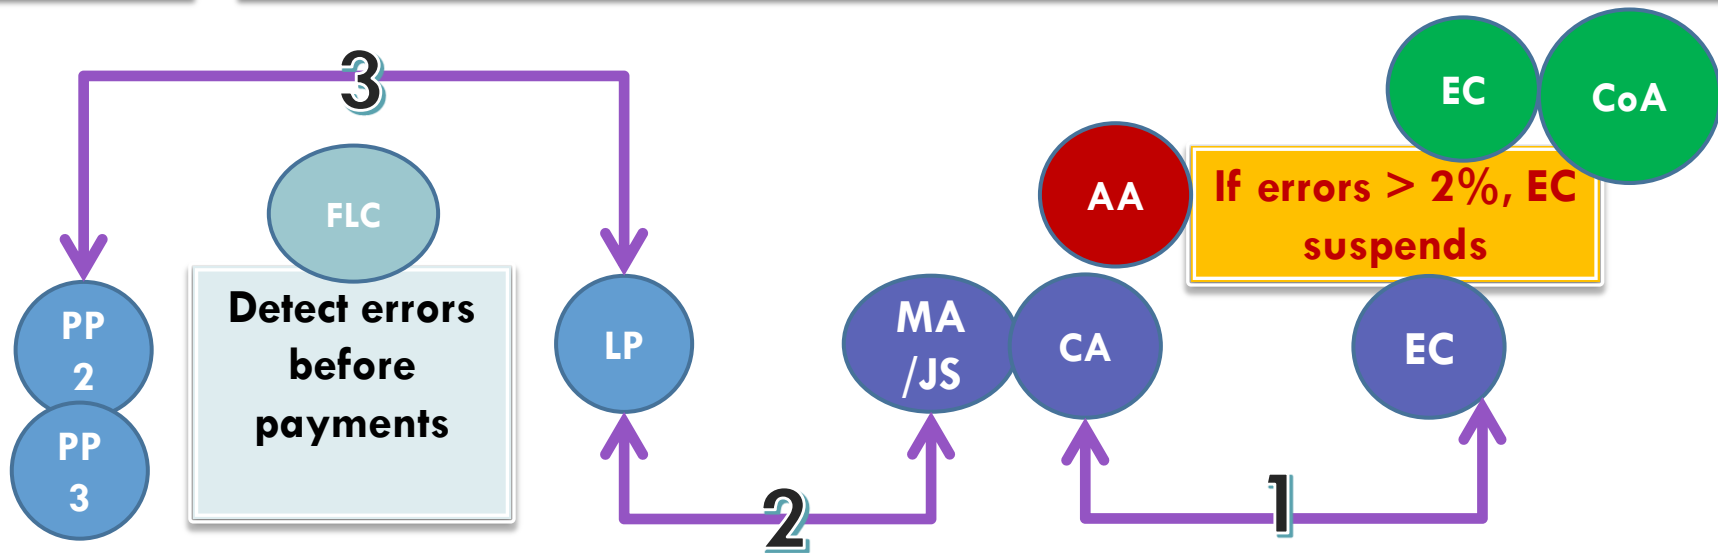 3
EC
CoA
AA
If errors > 2%, EC
suspends
FLC
Detect errors
before
payments
PP
2
PP
3
LP
MA
/JS
CA
EC
2
1